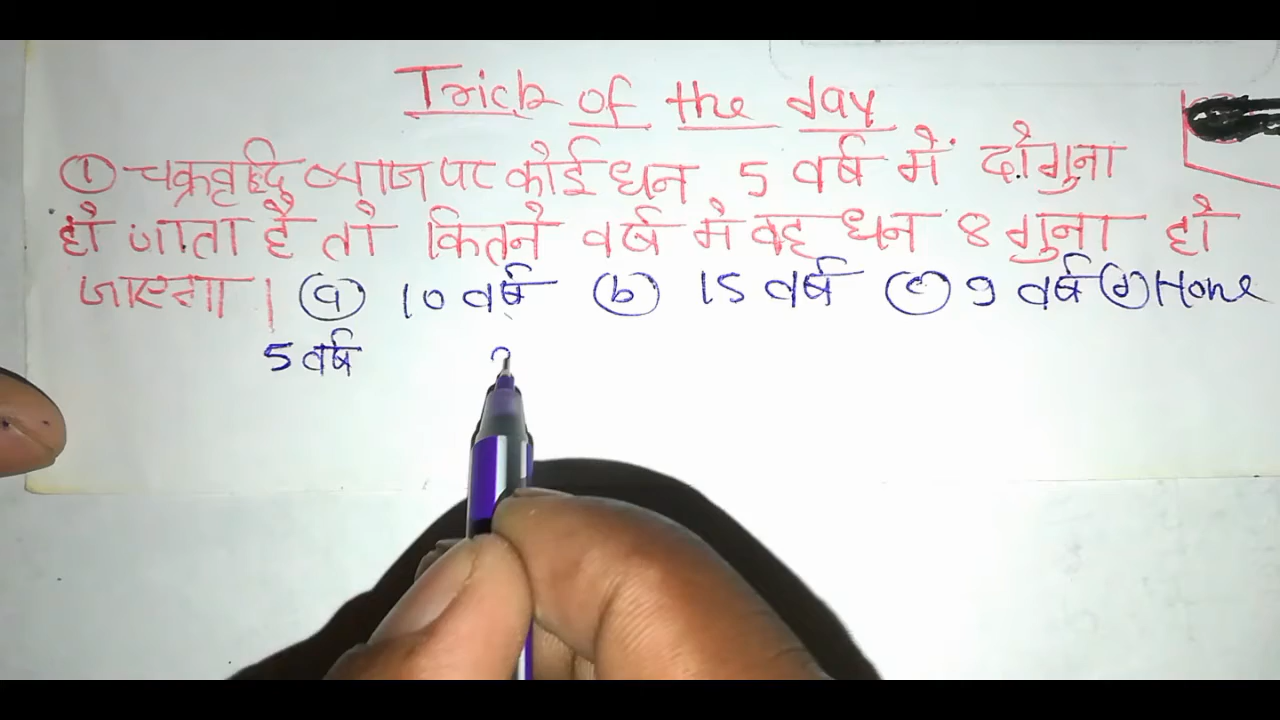 Trick of the day
① चक्रवृद्धि व्याज पर कोई धन 5 वर्ष में दोगुना
हो जाता है तो कितने वर्ष मे वह धन 8 गुना हो
जाएगा। (a) 10 वर्ष (b) 15 वर्ष (c) 9 वर्ष (d) None
5 वर्ष 2